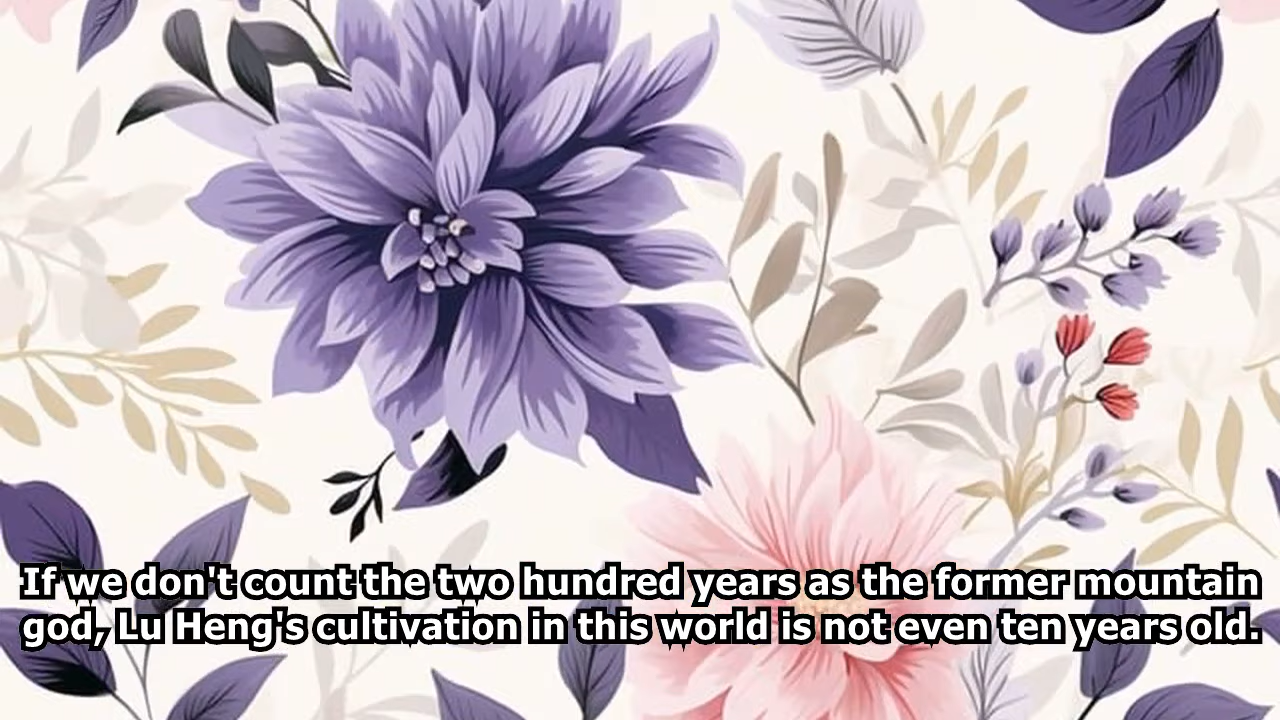 If we don't count the two hundred years as the former mountain
god, Lu Heng's cultivation in this world is not even ten years old.